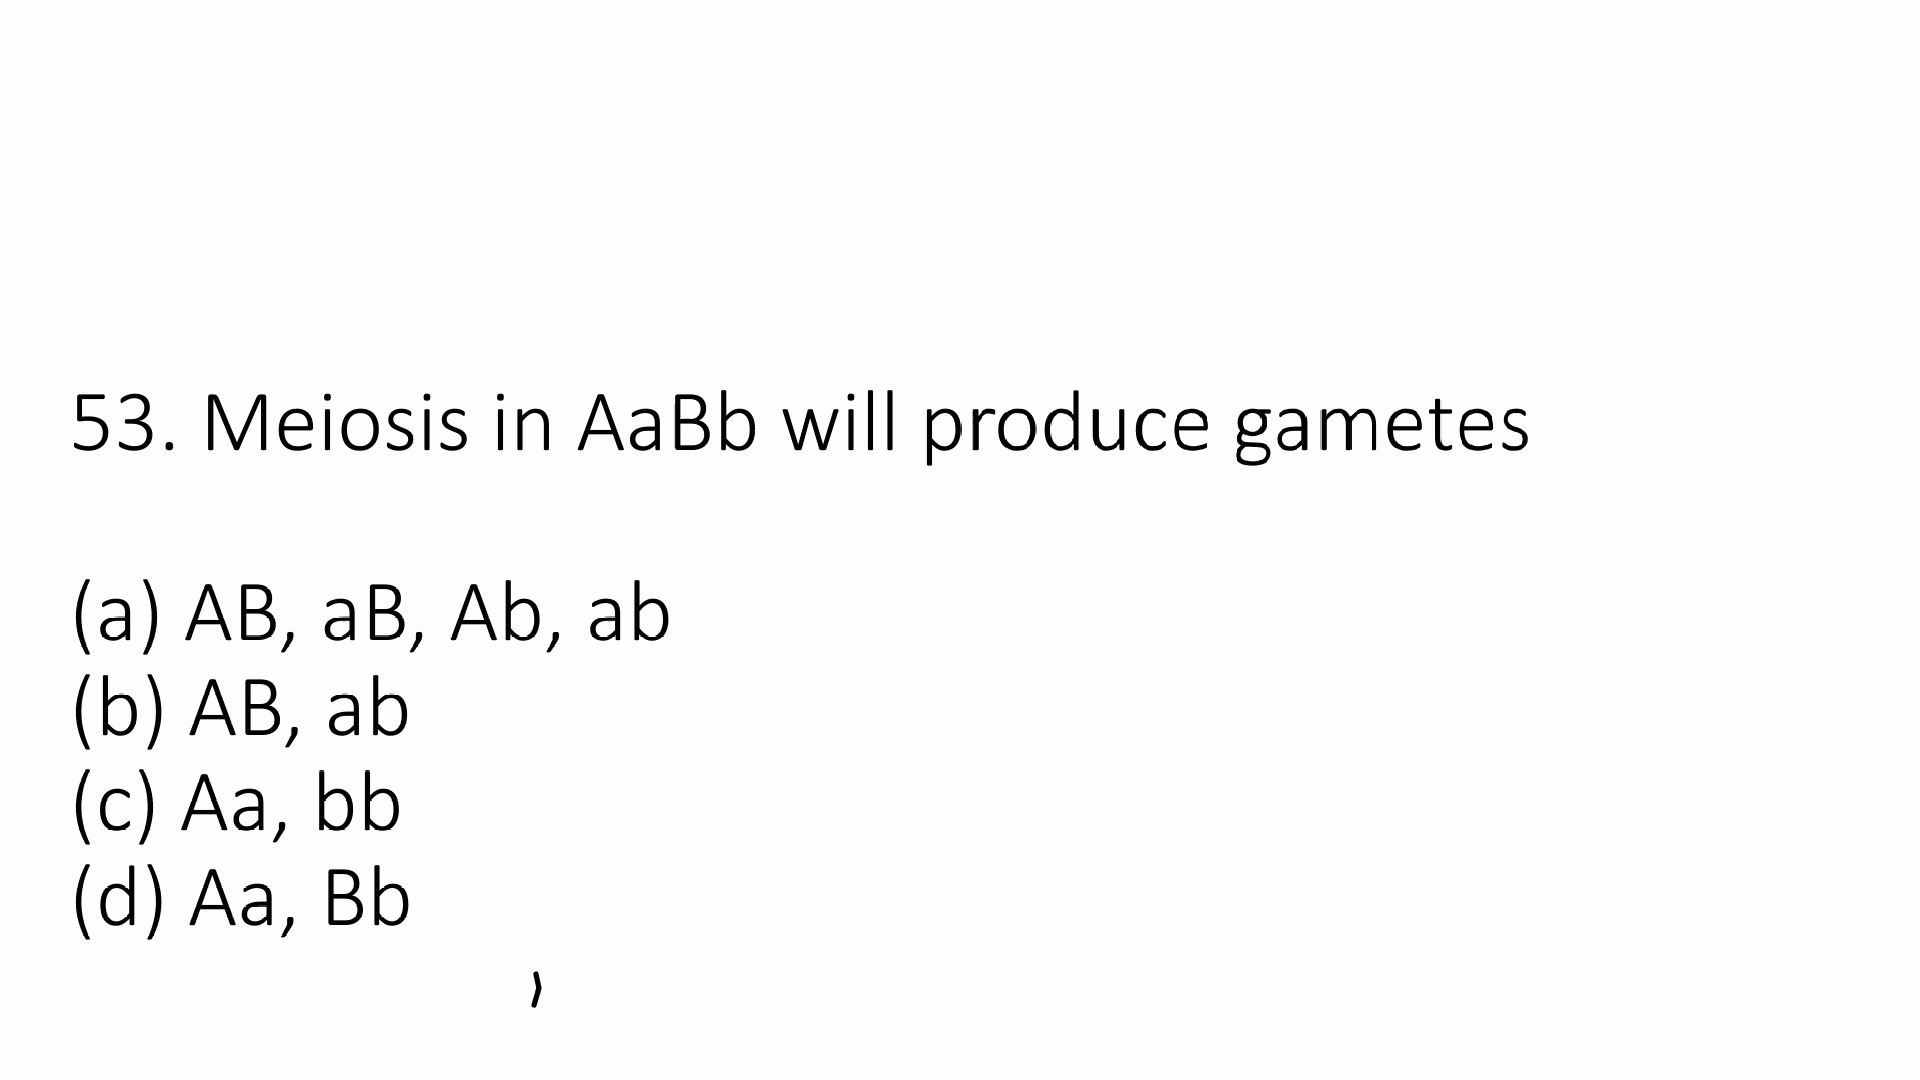 53. Meiosis in AaBb will produce gametes
(a) AB, aB, Ab, ab
(b) AB, ab
(c) Aa, bb
(d) Aa, Bb